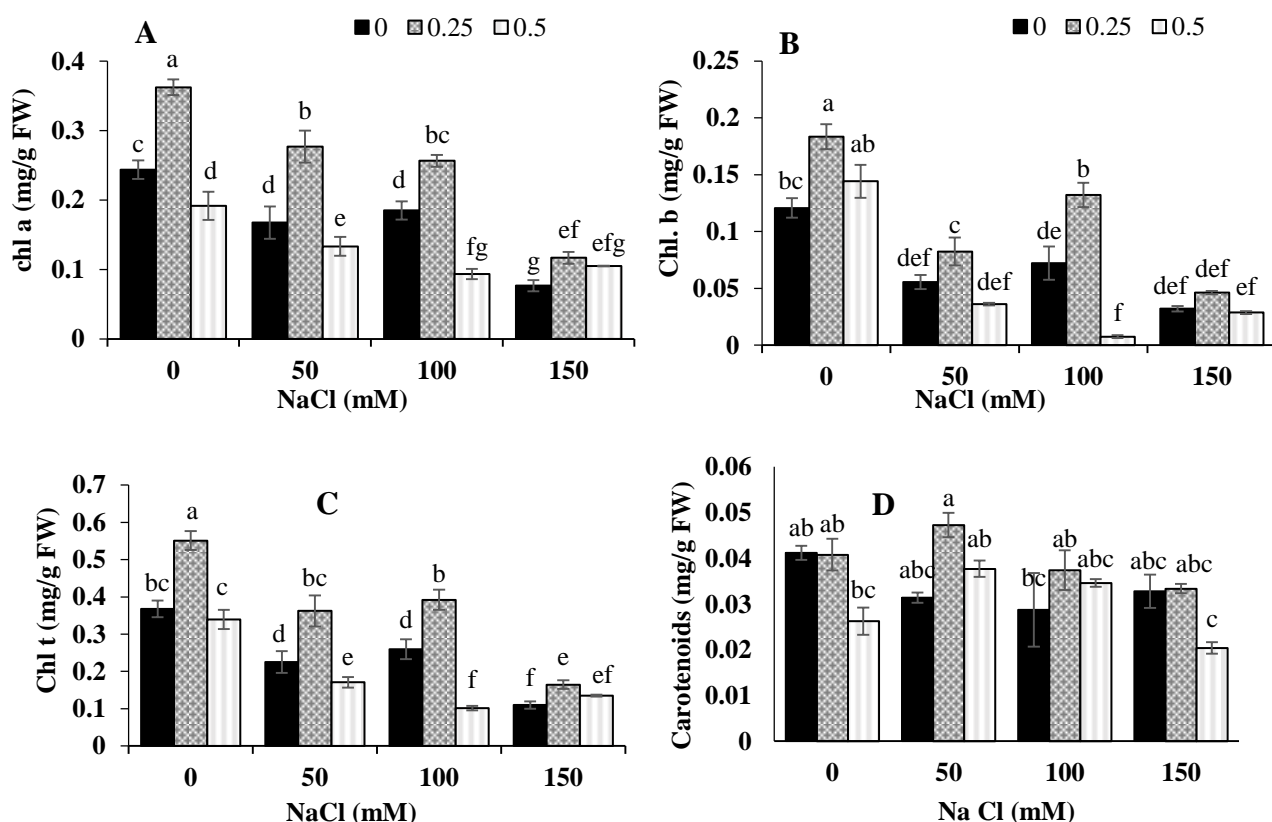 A
0 0.25 0.5
chl a (mg/g FW)
0.4
0.3
0.2
0.1
0
c a d
d b e
d bc fg
g ef efg
0 50 100 150
NaCl (mM)
B
0 0.25 0.5
Chl. b (mg/g FW)
0.25
0.2
0.15
0.1
0.05
0
bc a ab
def c def
de b f
def def ef
0 50 100 150
NaCl (mM)
C
Chl t (mg/g FW)
0.7
0.6
0.5
0.4
0.3
0.2
0.1
0
bc a c
d bc e
d b f
f e ef
0 50 100 150
NaCl (mM)
D
Carotenoids (mg/g FW)
0.06
0.05
0.04
0.03
0.02
0.01
0
ab ab bc
abc a ab
bc ab abc
abc abc c
0 50 100 150
Na Cl (mM)